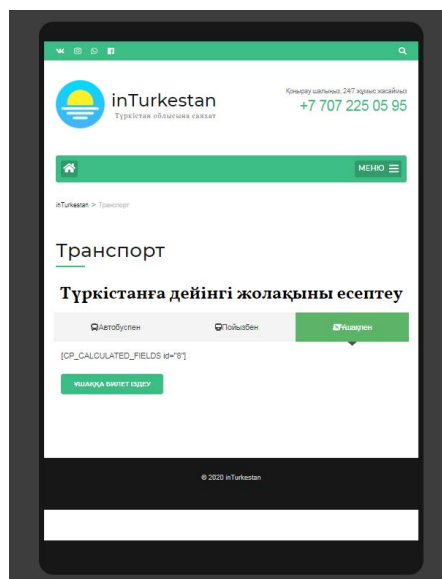 inTurkestan
Түркістан облысына саяхат
Қоңырау шалыңыз, 24/7 жұмыс жасаймыз
+7 707 225 05 95
МЕНЮ
inTurkestan > Транспорт
Транспорт
Түркістанға дейінгі жолақыны есептеу
Автобуспен Пойызбен Ұшақпен
[CP_CALCULATED_FIELDS id="8"]
ҰШАҚҚА БИЛЕТ ІЗДЕУ
© 2020 inTurkestan